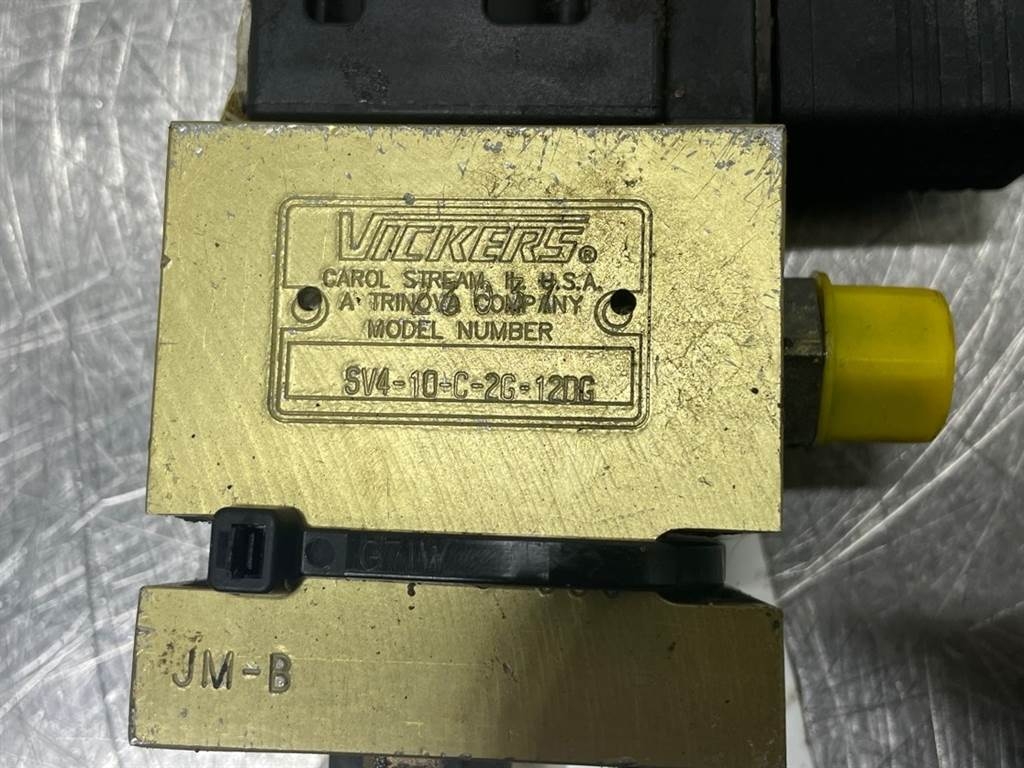 VICKERS®
CAROL STREAM, IL U.S.A.
A TRINOVA COMPANY
MODEL NUMBER
SV4-10-C-2G-12DG
JM-B